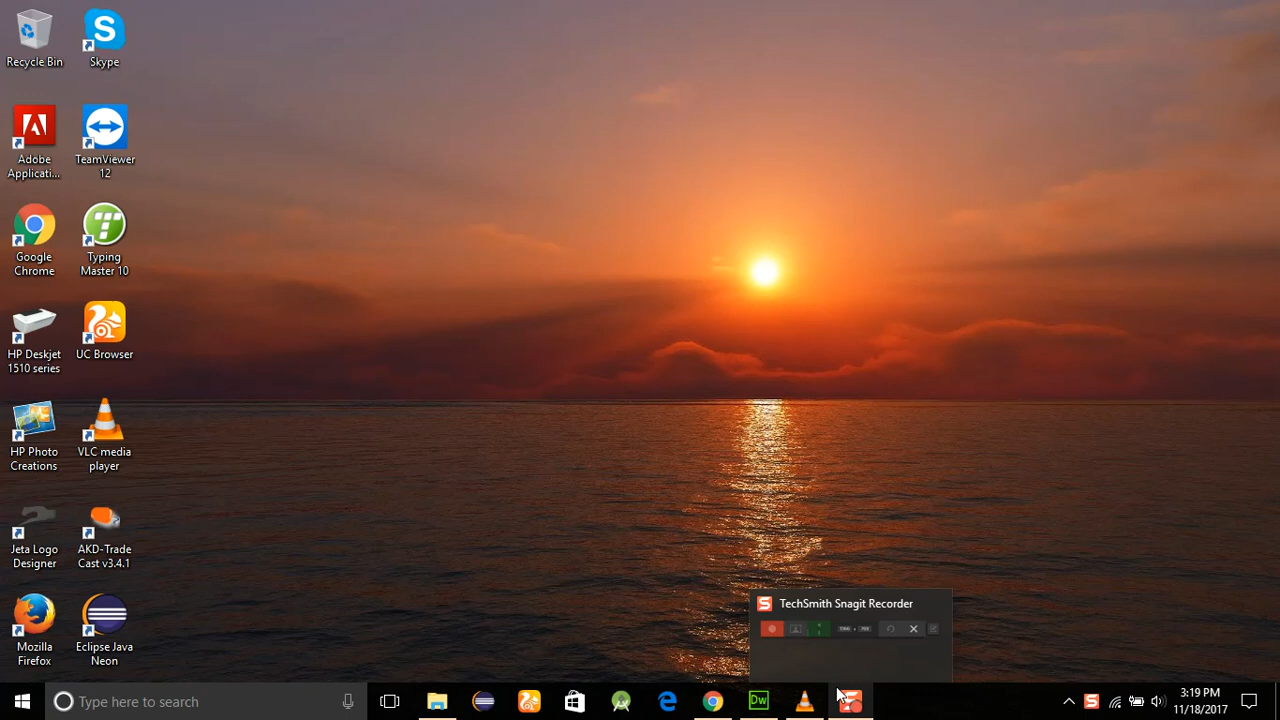 Recycle Bin
Skype
Adobe
Applicati...
TeamViewer
12
Google
Chrome
Typing
Master 10
HP Deskjet
1510 series
UC Browser
HP Photo
Creations
VLC media
player
Jeta Logo
Designer
AKD-Trade
Cast v3.4.1
Mozilla
Firefox
Eclipse Java
Neon
TechSmith Snagit Recorder
Type here to search
Dw
3:19 PM
11/18/2017